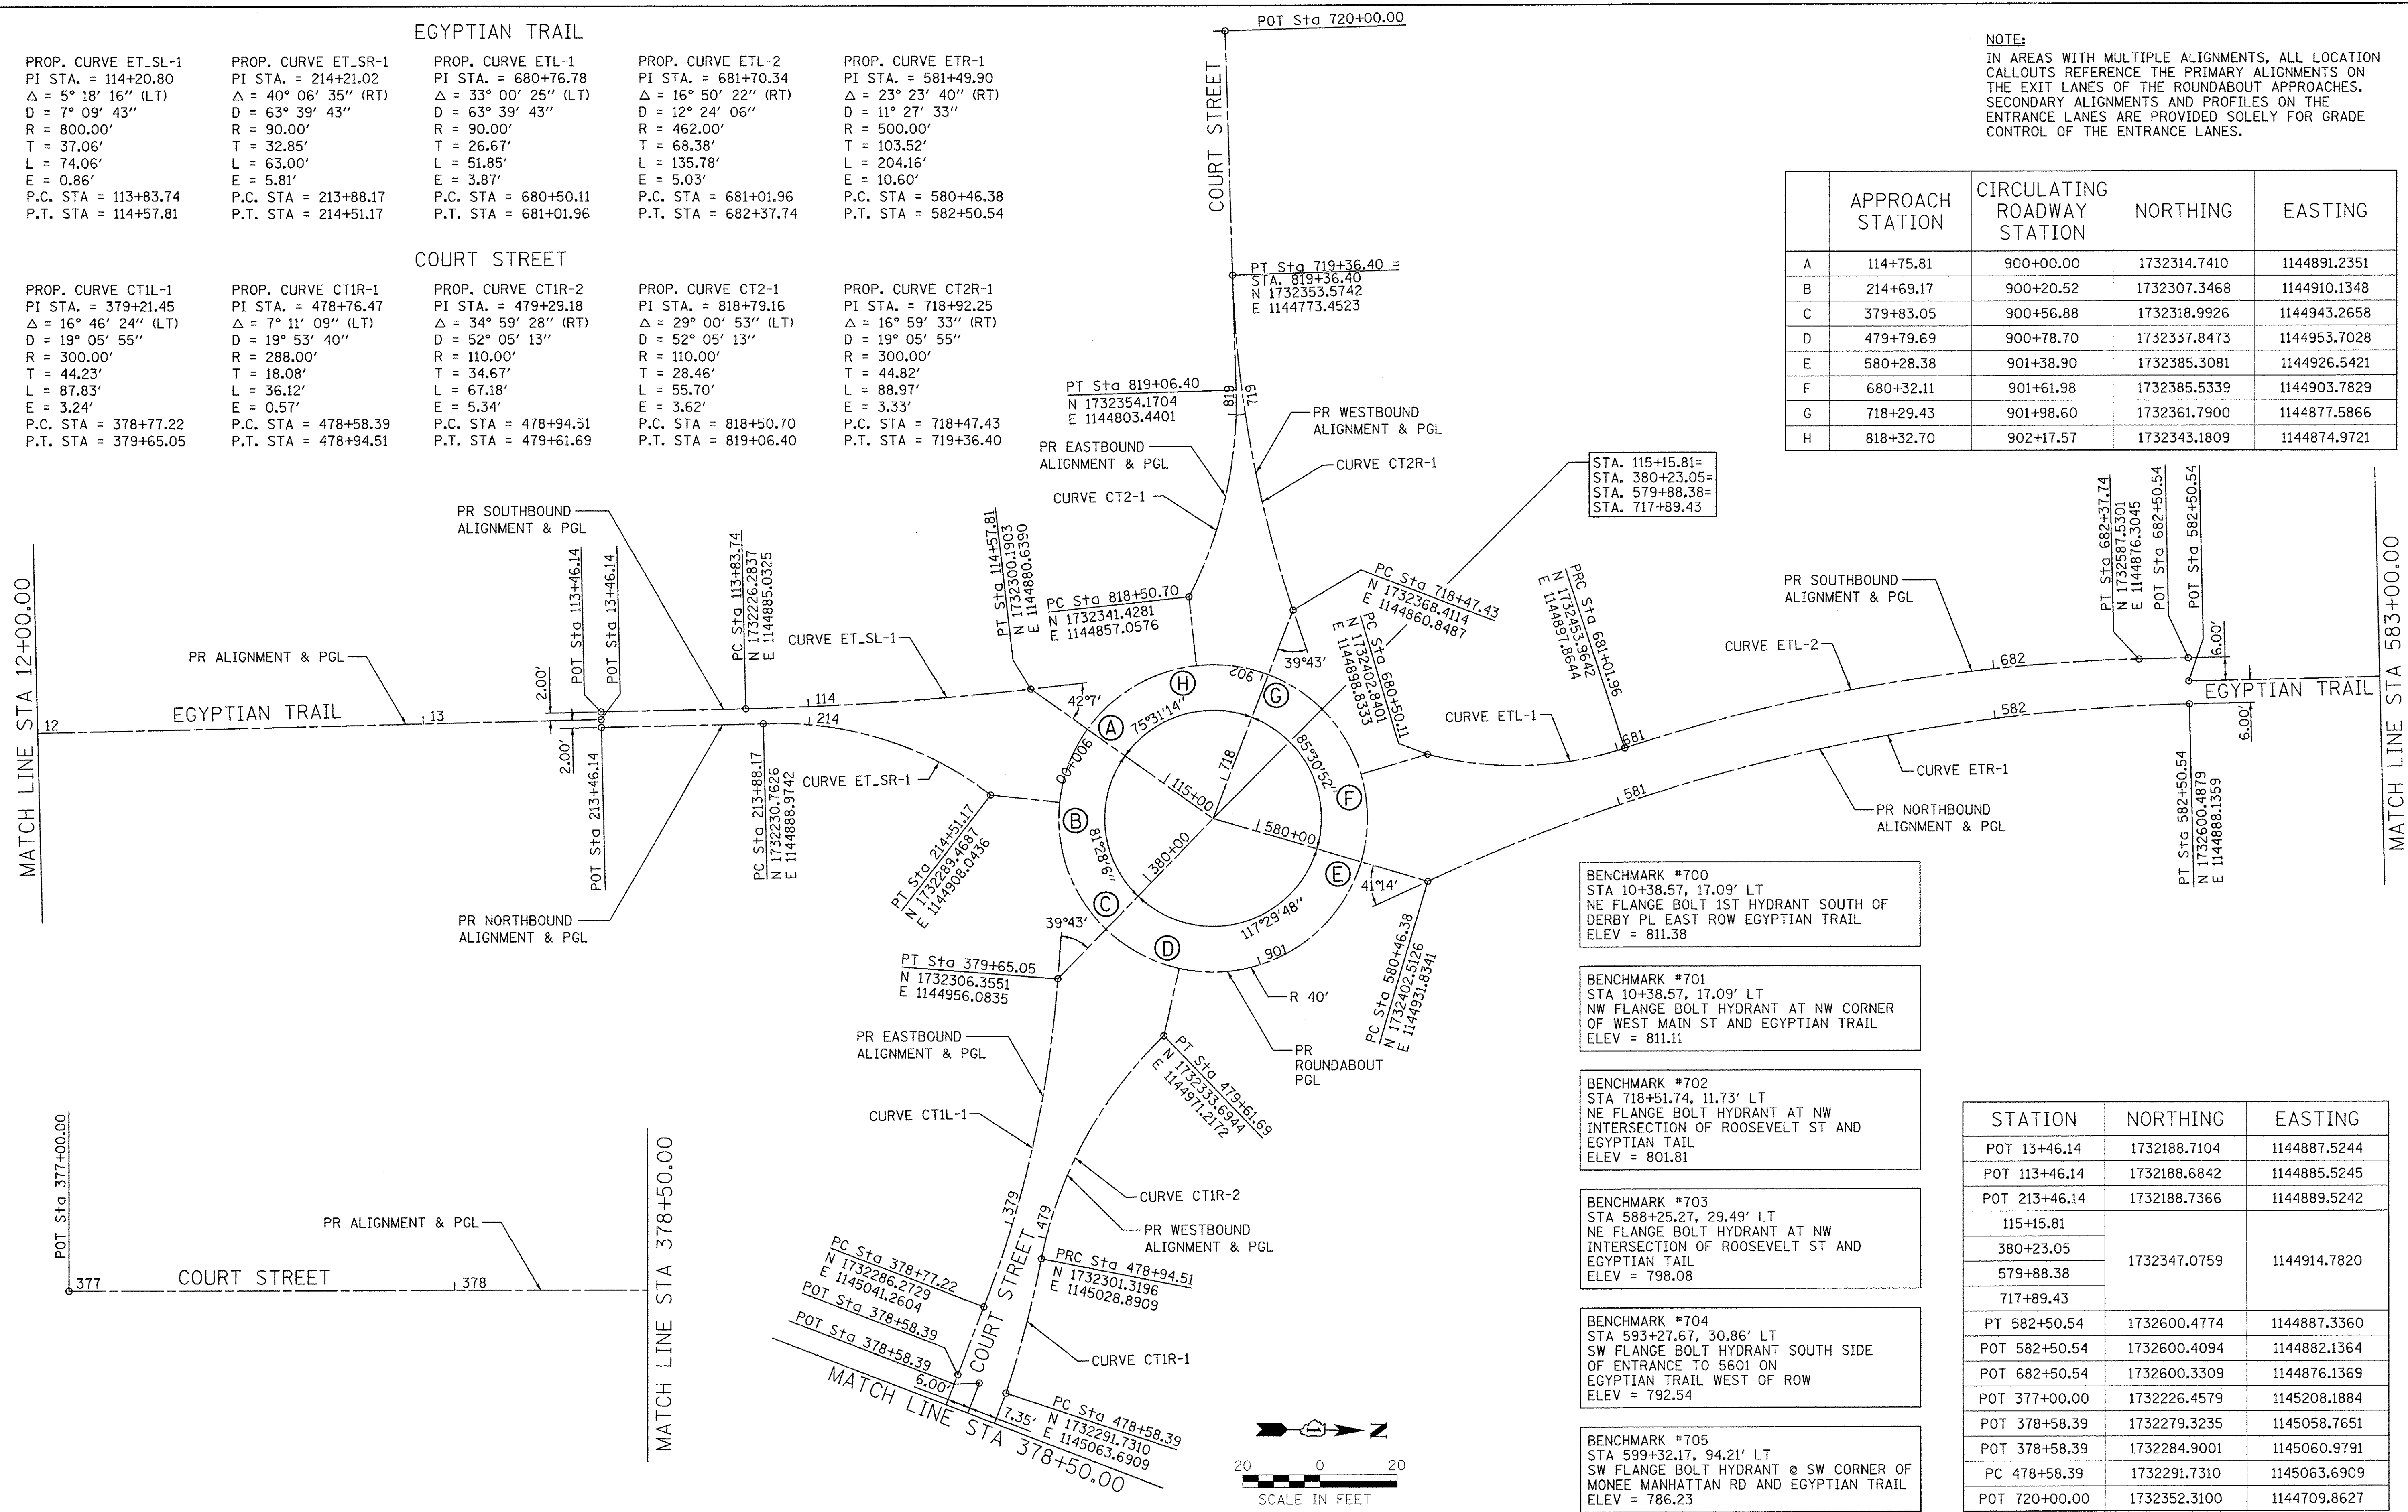 EGYPTIAN TRAIL
PROP. CURVE ET_SL-1
PI STA. = 114+20.80
△ = 5° 18' 16" (LT)
D = 7° 09' 43"
R = 800.00'
T = 37.06'
L = 74.06'
E = 0.86'
P.C. STA = 113+83.74
P.T. STA = 114+57.81
PROP. CURVE ET_SR-1
PI STA. = 214+21.02
△ = 40° 06' 35" (RT)
D = 63° 39' 43"
R = 90.00'
T = 32.85'
L = 63.00'
E = 5.81'
P.C. STA = 213+88.17
P.T. STA = 214+51.17
PROP. CURVE ETL-1
PI STA. = 680+76.78
△ = 33° 00' 25" (LT)
D = 63° 39' 43"
R = 90.00'
T = 26.67'
L = 51.85'
E = 3.87'
P.C. STA = 680+50.11
P.T. STA = 681+01.96
PROP. CURVE ETL-2
PI STA. = 681+70.34
△ = 16° 50' 22" (RT)
D = 12° 24' 06"
R = 462.00'
T = 68.38'
L = 135.78'
E = 5.03'
P.C. STA = 681+01.96
P.T. STA = 682+37.74
PROP. CURVE ETR-1
PI STA. = 581+49.90
△ = 23° 23' 40" (RT)
D = 11° 27' 33"
R = 500.00'
T = 103.52'
L = 204.16'
E = 10.60'
P.C. STA = 580+46.38
P.T. STA = 582+50.54
COURT STREET
PROP. CURVE CT1L-1
PI STA. = 379+21.45
△ = 16° 46' 24" (LT)
D = 19° 05' 55"
R = 300.00'
T = 44.23'
L = 87.83'
E = 3.24'
P.C. STA = 378+77.22
P.T. STA = 379+65.05
PROP. CURVE CT1R-1
PI STA. = 478+76.47
△ = 7° 11' 09" (LT)
D = 19° 53' 40"
R = 288.00'
T = 18.08'
L = 36.12'
E = 0.57'
P.C. STA = 478+58.39
P.T. STA = 478+94.51
PROP. CURVE CT1R-2
PI STA. = 479+29.18
△ = 34° 59' 28" (RT)
D = 52° 05' 13"
R = 110.00'
T = 34.67'
L = 67.18'
E = 5.34'
P.C. STA = 478+94.51
P.T. STA = 479+61.69
PROP. CURVE CT2-1
PI STA. = 818+79.16
△ = 29° 00' 53" (LT)
D = 52° 05' 13"
R = 110.00'
T = 28.46'
L = 55.70'
E = 3.62'
P.C. STA = 818+50.70
P.T. STA = 819+06.40
PROP. CURVE CT2R-1
PI STA. = 718+92.25
△ = 16° 59' 33" (RT)
D = 19° 05' 55"
R = 300.00'
T = 44.82'
L = 88.97'
E = 3.33'
P.C. STA = 718+47.43
P.T. STA = 719+36.40
POT Sta 720+00.00
COURT STREET
PT Sta 719+36.40 =
STA. 819+36.40
N 1732353.5742
E 1144773.4523
PT Sta 819+06.40
N 1732354.1704
E 1144803.4401
819
719
PR WESTBOUND
ALIGNMENT & PGL
PR EASTBOUND
ALIGNMENT & PGL
CURVE CT2R-1
CURVE CT2-1
STA. 115+15.81=
STA. 380+23.05=
STA. 579+88.38=
STA. 717+89.43
NOTE:
IN AREAS WITH MULTIPLE ALIGNMENTS, ALL LOCATION
CALLOUTS REFERENCE THE PRIMARY ALIGNMENTS ON
THE EXIT LANES OF THE ROUNDABOUT APPROACHES.
SECONDARY ALIGNMENTS AND PROFILES ON THE
ENTRANCE LANES ARE PROVIDED SOLELY FOR GRADE
CONTROL OF THE ENTRANCE LANES.
APPROACH STATION CIRCULATING ROADWAY STATION NORTHING EASTING
A 114+75.81 900+00.00 1732314.7410 1144891.2351
B 214+69.17 900+20.52 1732307.3468 1144910.1348
C 379+83.05 900+56.88 1732318.9926 1144943.2658
D 479+79.69 900+78.70 1732337.8473 1144953.7028
E 580+28.38 901+38.90 1732385.3081 1144926.5421
F 680+32.11 901+61.98 1732385.5339 1144903.7829
G 718+29.43 901+98.60 1732361.7900 1144877.5866
H 818+32.70 902+17.57 1732343.1809 1144874.9721
MATCH LINE STA 12+00.00
12
PR ALIGNMENT & PGL
EGYPTIAN TRAIL
13
PR SOUTHBOUND
ALIGNMENT & PGL
2.00'
2.00'
POT Sta 113+46.14
POT Sta 13+46.14
POT Sta 213+46.14
PC Sta 113+83.74
N 1732226.2837
E 1144885.0325
114
214
CURVE ET_SL-1
CURVE ET_SR-1
PC Sta 213+88.17
N 1732230.7626
E 1144888.9742
PR NORTHBOUND
ALIGNMENT & PGL
PT Sta 114+57.81
N 1732300.1903
E 1144880.6390
PC Sta 818+50.70
N 1732341.4281
E 1144857.0576
PC Sta 718+47.43
N 1732368.4114
E 1144860.8487
39°43'
42°7'
PC Sta 680+50.11
N 1732402.8401
E 1144898.8333
PRC Sta 681+01.96
N 1732453.9642
E 1144897.8644
PT Sta 214+51.17
N 1732289.4687
E 1144908.0436
A
B
C
D
E
F
G
H
75°31'14"
85°30'52"
81°28'6"
117°29'48"
900+00
902
901
718
115+00
580+00
380+00
CURVE ETL-1
CURVE ETL-2
PR SOUTHBOUND
ALIGNMENT & PGL
681
682
581
582
CURVE ETR-1
PR NORTHBOUND
ALIGNMENT & PGL
PT Sta 682+37.74
N 1732587.5301
E 1144876.3045
POT Sta 682+50.54
POT Sta 582+50.54
6.00'
6.00'
EGYPTIAN TRAIL
PT Sta 582+50.54
N 1732600.4879
E 1144888.1359
MATCH LINE STA 583+00.00
41°14'
PC Sta 580+46.38
N 1732402.5126
E 1144931.8341
39°43'
PT Sta 379+65.05
N 1732306.3551
E 1144956.0835
R 40'
PR
ROUNDABOUT
PGL
PT Sta 479+61.69
N 1732333.6944
E 1144971.2172
PR EASTBOUND
ALIGNMENT & PGL
CURVE CT1L-1
379
479
CURVE CT1R-2
PR WESTBOUND
ALIGNMENT & PGL
PRC Sta 478+94.51
N 1732301.3196
E 1145028.8909
PC Sta 378+77.22
N 1732286.2729
E 1145041.2604
POT Sta 378+58.39
POT Sta 378+58.39
COURT STREET
CURVE CT1R-1
6.00'
7.35'
PC Sta 478+58.39
N 1732291.7310
E 1145063.6909
MATCH LINE STA 378+50.00
POT Sta 377+00.00
377
COURT STREET
PR ALIGNMENT & PGL
378
MATCH LINE STA 378+50.00
N
20 0 20
SCALE IN FEET
BENCHMARK #700
STA 10+38.57, 17.09' LT
NE FLANGE BOLT 1ST HYDRANT SOUTH OF
DERBY PL EAST ROW EGYPTIAN TRAIL
ELEV = 811.38
BENCHMARK #701
STA 10+38.57, 17.09' LT
NW FLANGE BOLT HYDRANT AT NW CORNER
OF WEST MAIN ST AND EGYPTIAN TRAIL
ELEV = 811.11
BENCHMARK #702
STA 718+51.74, 11.73' LT
NE FLANGE BOLT HYDRANT AT NW
INTERSECTION OF ROOSEVELT ST AND
EGYPTIAN TAIL
ELEV = 801.81
BENCHMARK #703
STA 588+25.27, 29.49' LT
NE FLANGE BOLT HYDRANT AT NW
INTERSECTION OF ROOSEVELT ST AND
EGYPTIAN TAIL
ELEV = 798.08
BENCHMARK #704
STA 593+27.67, 30.86' LT
SW FLANGE BOLT HYDRANT SOUTH SIDE
OF ENTRANCE TO 5601 ON
EGYPTIAN TRAIL WEST OF ROW
ELEV = 792.54
BENCHMARK #705
STA 599+32.17, 94.21' LT
SW FLANGE BOLT HYDRANT @ SW CORNER OF
MONEE MANHATTAN RD AND EGYPTIAN TRAIL
ELEV = 786.23
STATION NORTHING EASTING
POT 13+46.14 1732188.7104 1144887.5244
POT 113+46.14 1732188.6842 1144885.5245
POT 213+46.14 1732188.7366 1144889.5242
115+15.81
380+23.05
579+88.38
717+89.43
1732347.0759 1144914.7820
PT 582+50.54 1732600.4774 1144887.3360
POT 582+50.54 1732600.4094 1144882.1364
POT 682+50.54 1732600.3309 1144876.1369
POT 377+00.00 1732226.4579 1145208.1884
POT 378+58.39 1732279.3235 1145058.7651
POT 378+58.39 1732284.9001 1145060.9791
PC 478+58.39 1732291.7310 1145063.6909
POT 720+00.00 1732352.3100 1144709.8627